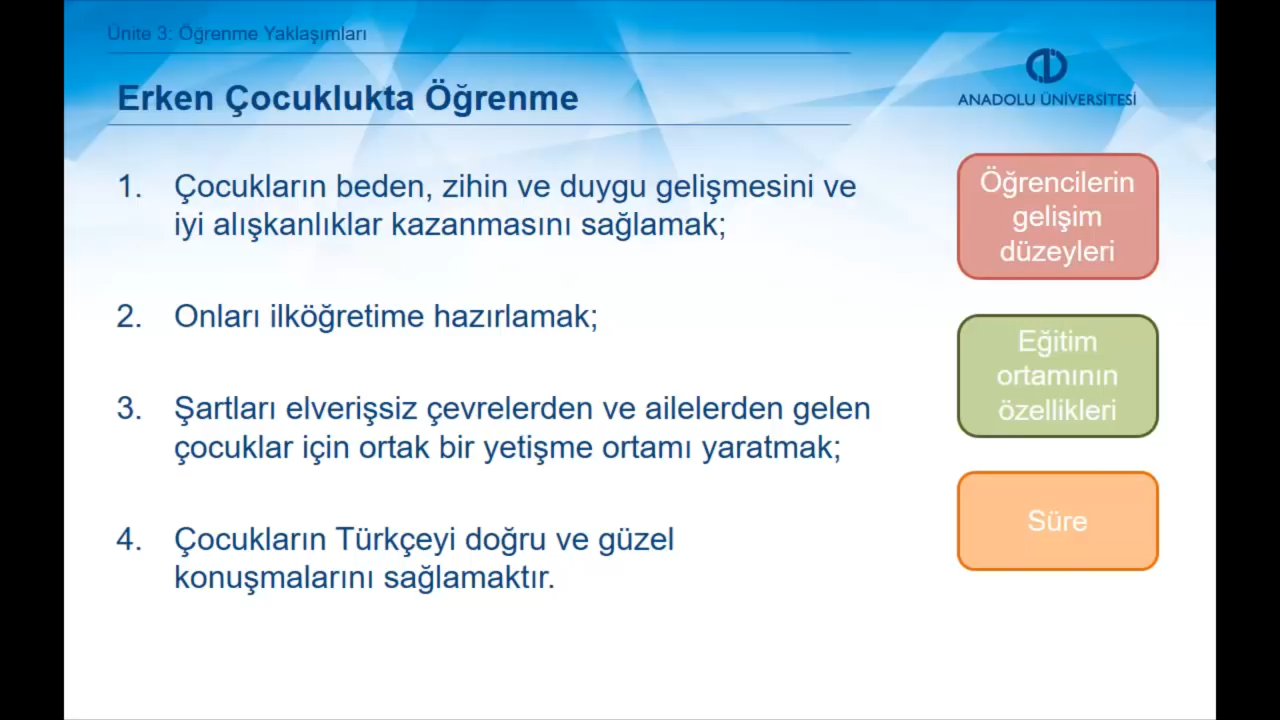 Ünite 3: Öğrenme Yaklaşımları
Erken Çocuklukta Öğrenme
ANADOLU ÜNİVERSİTESİ
1. Çocukların beden, zihin ve duygu gelişmesini ve
iyi alışkanlıklar kazanmasını sağlamak;
2. Onları ilköğretime hazırlamak;
3. Şartları elverişsiz çevrelerden ve ailelerden gelen
çocuklar için ortak bir yetişme ortamı yaratmak;
4. Çocukların Türkçeyi doğru ve güzel
konuşmalarını sağlamaktır.
Öğrencilerin
gelişim
düzeyleri
Eğitim
ortamının
özellikleri
Süre